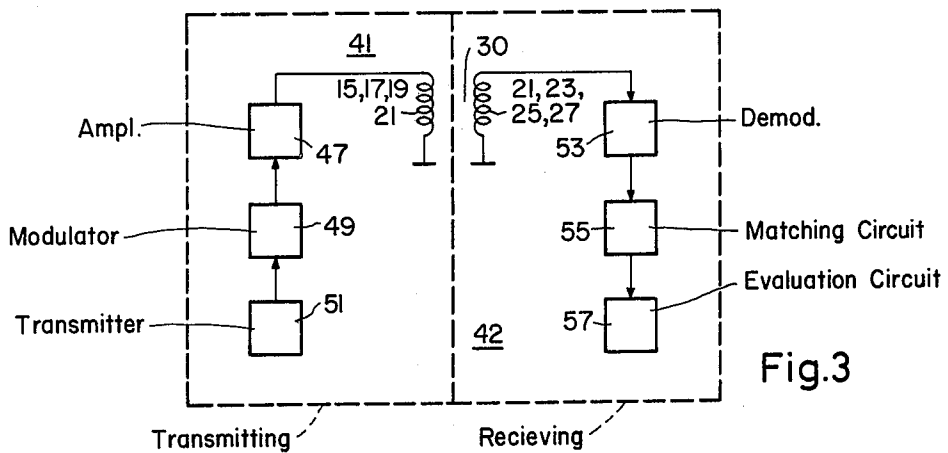 41
30
15,17,19
21
21, 23,
25,27
Ampl.
47
53
Demod.
Modulator
49
55
Matching Circuit
Transmitter
51
57
Evaluation Circuit
42
Fig.3
Transmitting
Recieving